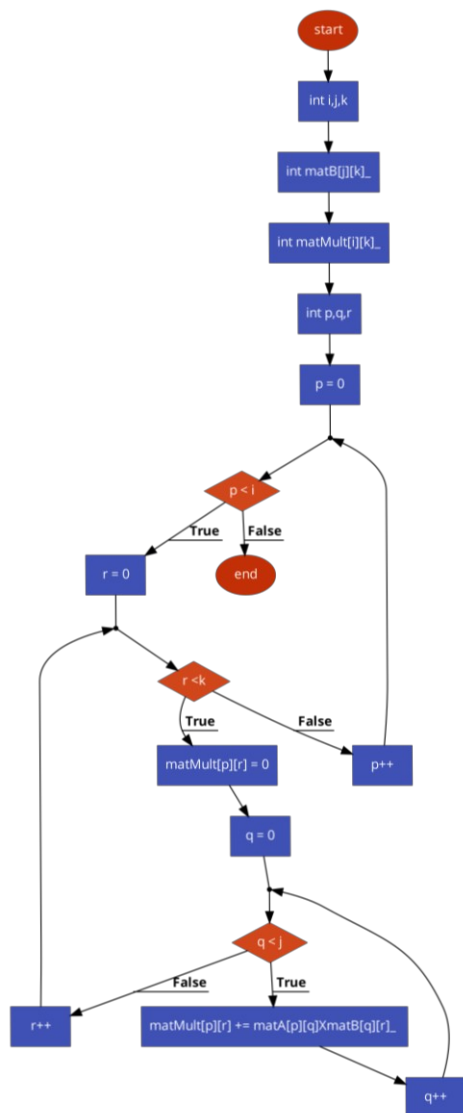 start
int i,j,k
int matB[j][k]_
int matMult[i][k]_
int p,q,r
p = 0
p < i
True
False
r = 0
end
r <k
True
False
matMult[p][r] = 0
p++
q = 0
q < j
False
True
r++
matMult[p][r] += matA[p][q]XmatB[q][r]_
q++